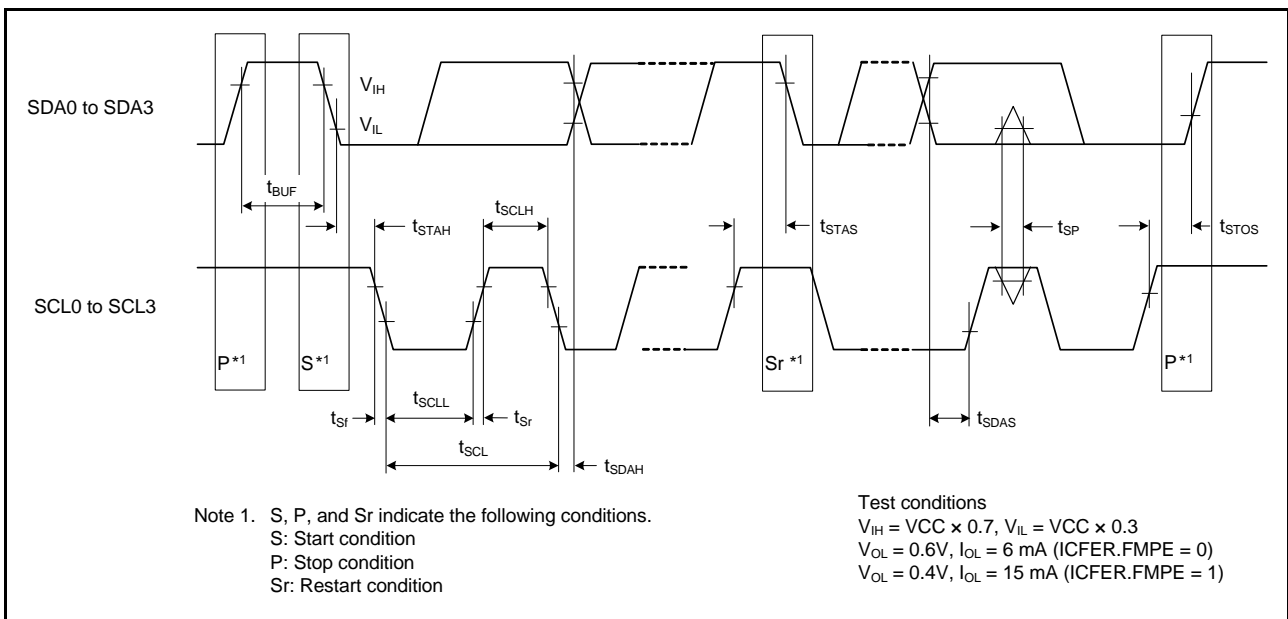 SDA0 to SDA3
VIH
VIL
tBUF
tSTAH
tSCLH
tSTAS
tSP
tSTOS
SCL0 to SCL3
P*1
S*1
Sr*1
P*1
tSf
tSCLL
tSr
tSCL
tSDAH
tSDAS
Note 1. S, P, and Sr indicate the following conditions.
S: Start condition
P: Stop condition
Sr: Restart condition
Test conditions
VIH = VCC × 0.7, VIL = VCC × 0.3
VOL = 0.6V, IOL = 6 mA (ICFER.FMPE = 0)
VOL = 0.4V, IOL = 15 mA (ICFER.FMPE = 1)